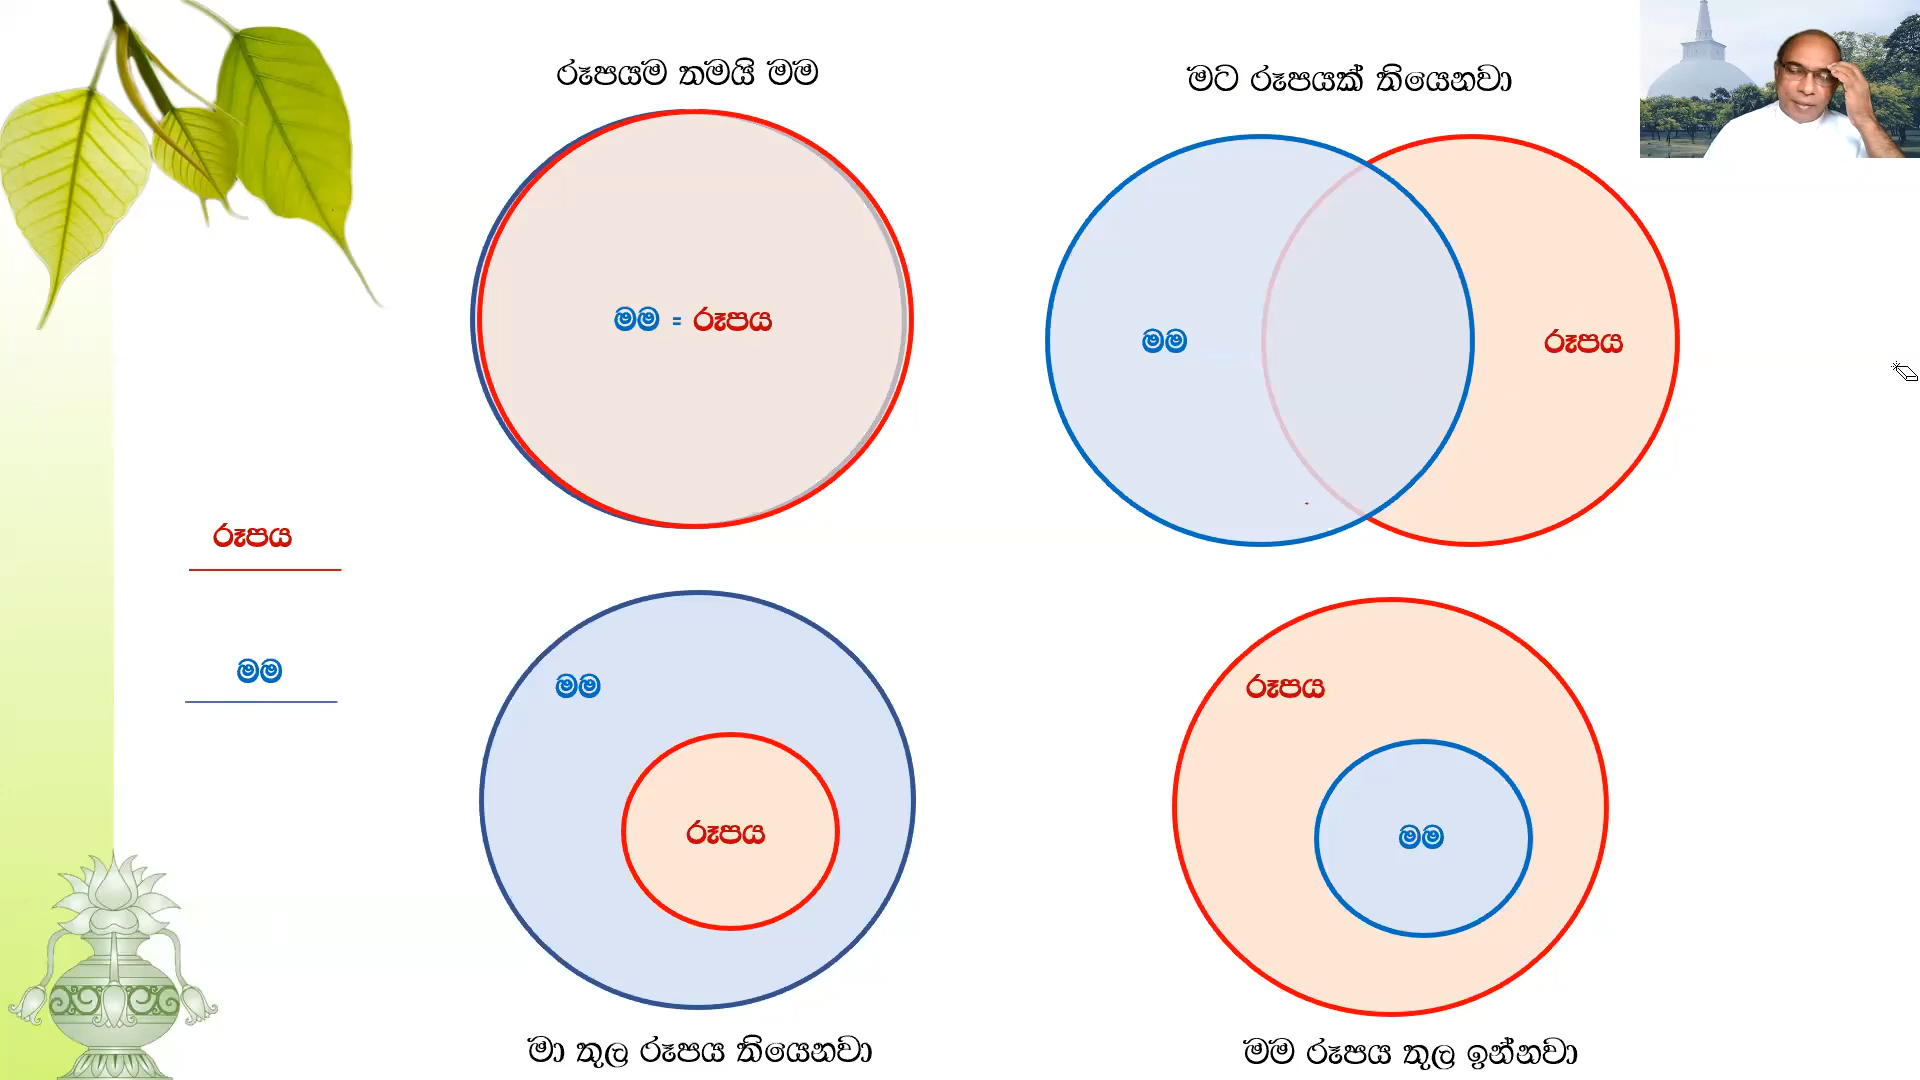 රූපයම තමයි මම
මට රූපයක් තියෙනවා
මම = රූපය
මම
රූපය
රූපය
මම
මම
රූපය
රූපය
මම
මා තුල රූපය තියෙනවා
මම රූපය තුල ඉන්නවා